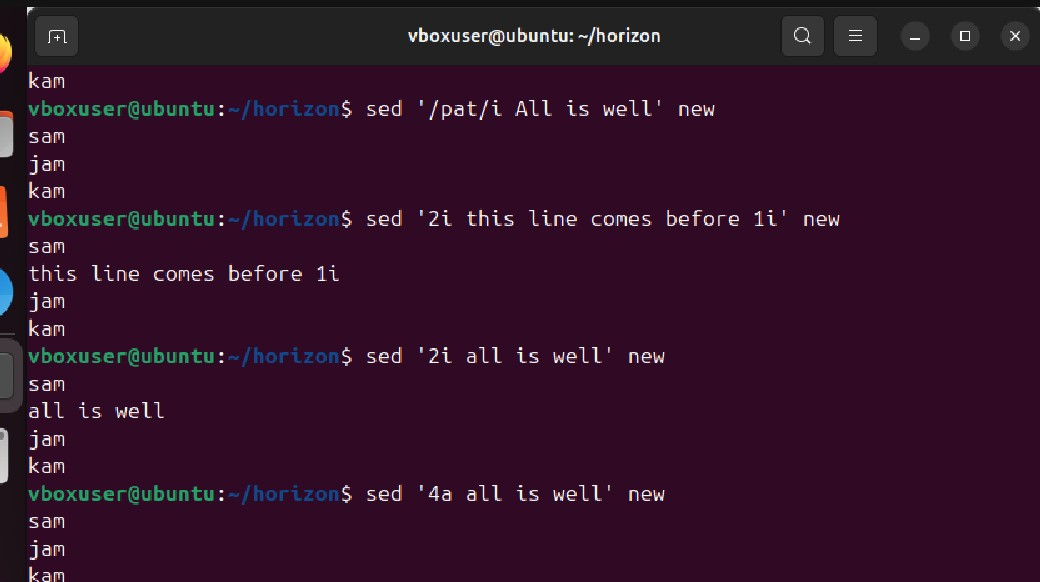 vboxuser@ubuntu: ~/horizon
kam
vboxuser@ubuntu:~/horizon$ sed '/pat/i All is well' new
sam
jam
kam
vboxuser@ubuntu:~/horizon$ sed '2i this line comes before 1i' new
sam
this line comes before 1i
jam
kam
vboxuser@ubuntu:~/horizon$ sed '2i all is well' new
sam
all is well
jam
kam
vboxuser@ubuntu:~/horizon$ sed '4a all is well' new
sam
jam
kam